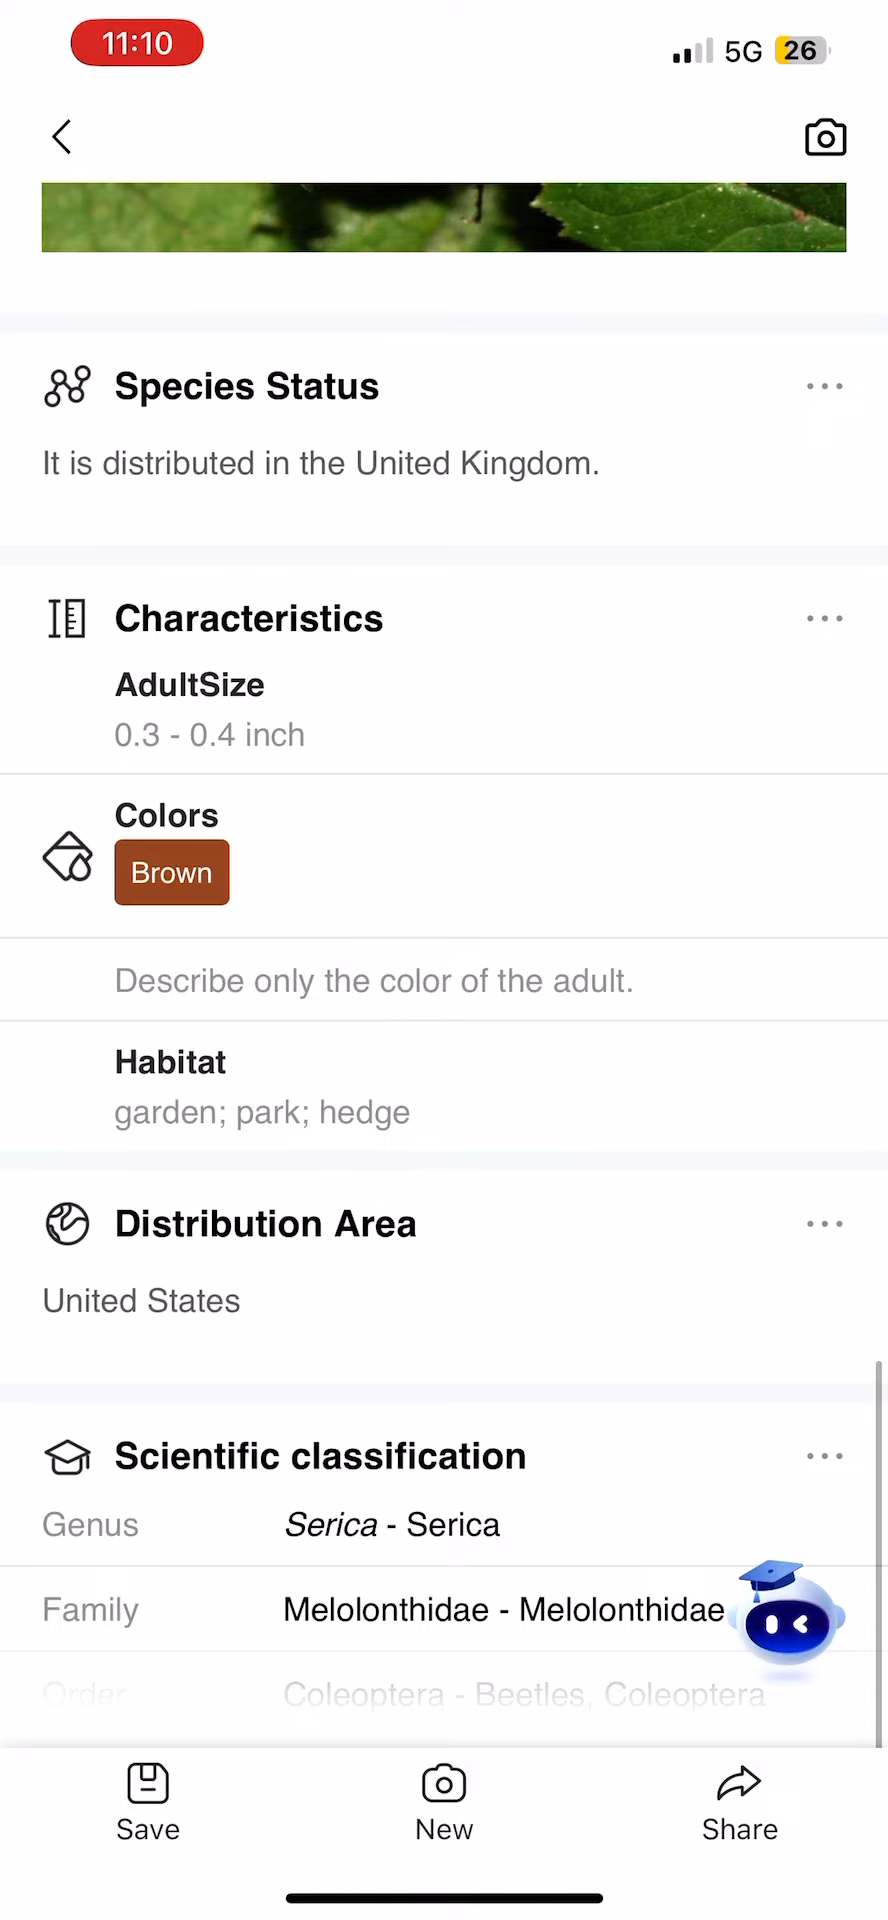 11:10
5G 26
Species Status
It is distributed in the United Kingdom.
Characteristics
AdultSize
0.3 - 0.4 inch
Colors
Brown
Describe only the color of the adult.
Habitat
garden; park; hedge
Distribution Area
United States
Scientific classification
Genus Serica - Serica
Family Melolonthidae - Melolonthidae
Order Coleoptera - Beetles, Coleoptera
Save New Share